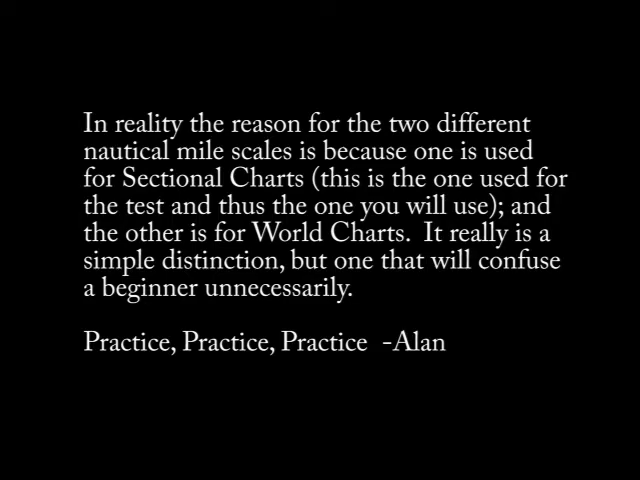 In reality the reason for the two different
nautical mile scales is because one is used
for Sectional Charts (this is the one used for
the test and thus the one you will use); and
the other is for World Charts.  It really is a
simple distinction, but one that will confuse
a beginner unnecessarily.
Practice, Practice, Practice  -Alan